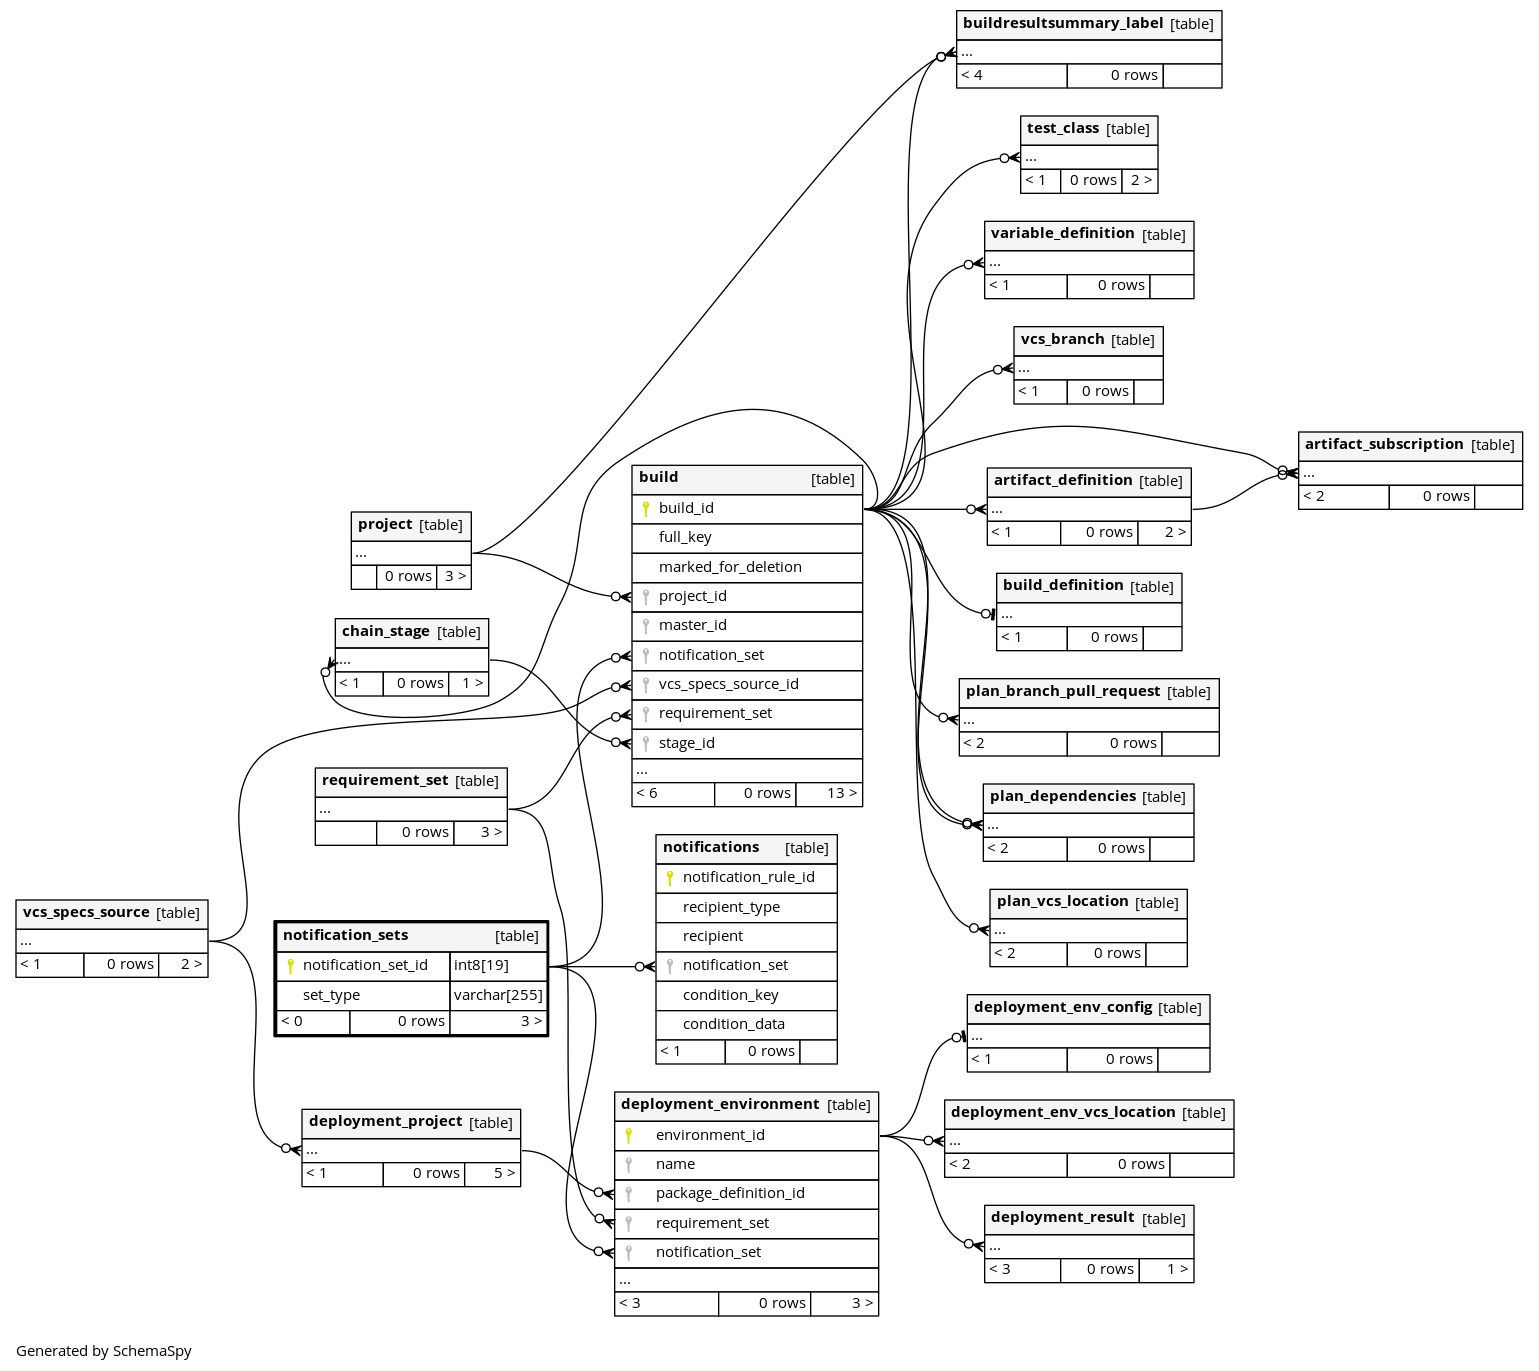 buildresultsummary_label [table]
...
< 4 0 rows
test_class [table]
...
< 1 0 rows 2 >
variable_definition [table]
...
< 1 0 rows
vcs_branch [table]
...
< 1 0 rows
artifact_subscription [table]
...
< 2 0 rows
artifact_definition [table]
...
< 1 0 rows 2 >
build [table]
build_id
full_key
marked_for_deletion
project_id
master_id
notification_set
vcs_specs_source_id
requirement_set
stage_id
...
< 6 0 rows 13 >
project [table]
...
0 rows 3 >
chain_stage [table]
...
< 1 0 rows 1 >
build_definition [table]
...
< 1 0 rows
plan_branch_pull_request [table]
...
< 2 0 rows
requirement_set [table]
...
0 rows 3 >
plan_dependencies [table]
...
< 2 0 rows
notifications [table]
notification_rule_id
recipient_type
recipient
notification_set
condition_key
condition_data
< 1 0 rows
plan_vcs_location [table]
...
< 2 0 rows
vcs_specs_source [table]
...
< 1 0 rows 2 >
notification_sets [table]
notification_set_id int8[19]
set_type varchar[255]
< 0 0 rows 3 >
deployment_env_config [table]
...
< 1 0 rows
deployment_project [table]
...
< 1 0 rows 5 >
deployment_environment [table]
environment_id
name
package_definition_id
requirement_set
notification_set
...
< 3 0 rows 3 >
deployment_env_vcs_location [table]
...
< 2 0 rows
deployment_result [table]
...
< 3 0 rows 1 >
Generated by SchemaSpy